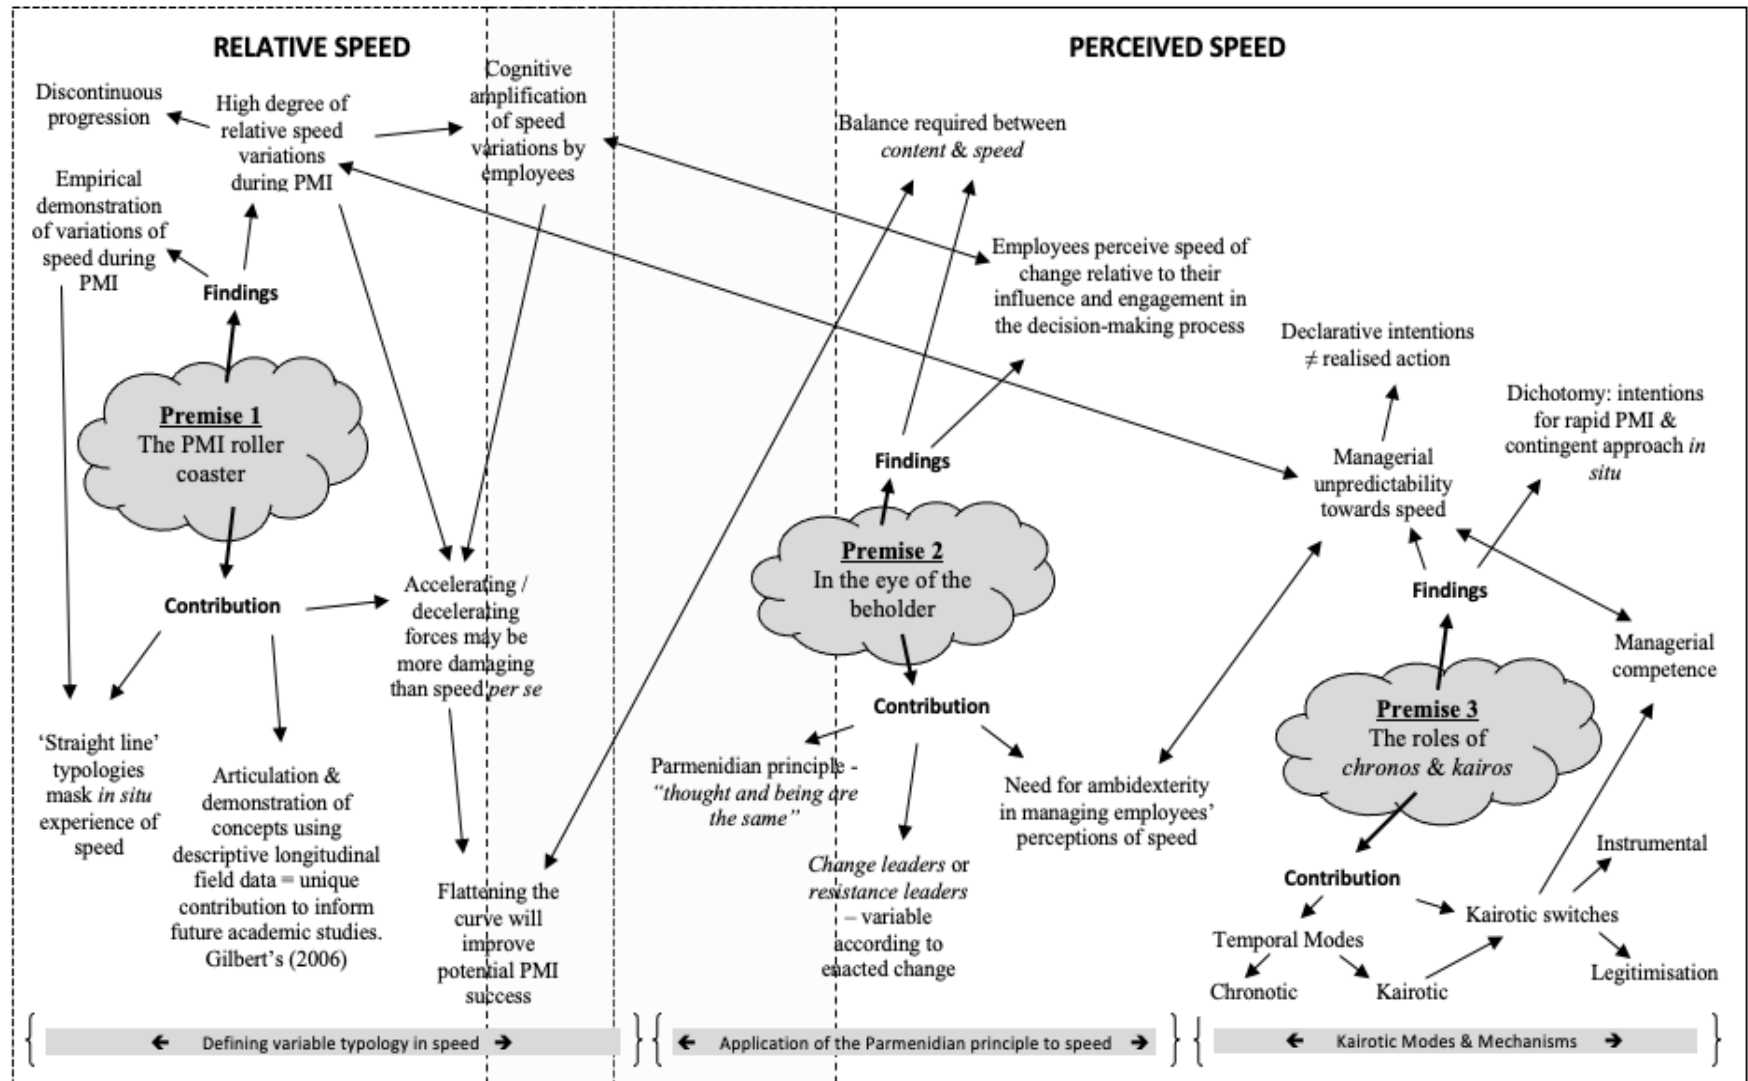 RELATIVE SPEED
PERCEIVED SPEED
Discontinuous
progression
High degree of
relative speed
variations
during PMI
Cognitive
amplification
of speed
variations by
employees
Balance required between
content & speed
Empirical
demonstration
of variations of
speed during
PMI
Findings
Employees perceive speed of
change relative to their
influence and engagement in
the decision-making process
Declarative intentions
≠ realised action
Dichotomy: intentions
for rapid PMI &
contingent approach in
situ
Premise 1
The PMI roller
coaster
Findings
Managerial
unpredictability
towards speed
Premise 2
In the eye of the
beholder
Findings
Contribution
Accelerating /
decelerating
forces may be
more damaging
than speed per se
Managerial
competence
Contribution
Premise 3
The roles of
chronos & kairos
‘Straight line’
typologies
mask in situ
experience of
speed
Articulation &
demonstration of
concepts using
descriptive longitudinal
field data = unique
contribution to inform
future academic studies.
Gilbert’s (2006)
Parmenidian principle -
“thought and being are
the same”
Need for ambidexterity
in managing employees’
perceptions of speed
Flattening the
curve will
improve
potential PMI
success
Change leaders or
resistance leaders
– variable
according to
enacted change
Contribution
Instrumental
Kairotic switches
Temporal Modes
Legitimisation
Chronotic
Kairotic
Defining variable typology in speed
Application of the Parmenidian principle to speed
Kairotic Modes & Mechanisms